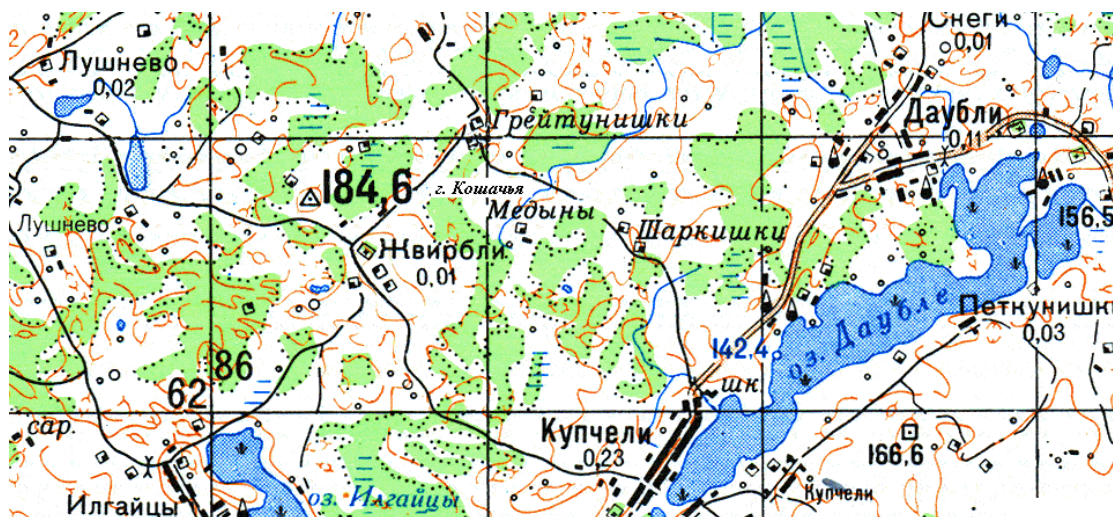 Снеги
0,01
Лушнево
0,02
Даубли
0,11
Грейтунишки
184,6
г. Кошачья
Медыны
156,5
Лушнево
Шаркишки
Жвирбли
0,01
оз. Даубле
Петкунишк
0,03
142,4
86
62
шк.
сар.
Купчели
0,23
166,6
Купчели
Илгайцы
оз. Илгайцы